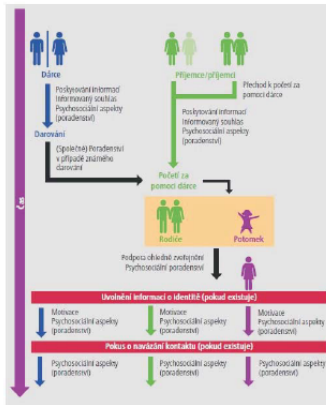 Dárce
Příjemce/příjemci
Poskytování informad
Informovaný souhlas
Psychosociální aspekty
(poradenství)
Přechod k početí za
pomoci dárce
Darování
Poskytování informad
Informovaný souhlas
Psychosociální aspekty
(poradenství)
(Společné) Poradenství
v případě známého
darování
Početí za
pomoci dárce
Čas
Rodiče
Potomek
Podpora ohledně zveřejnění
Psychosociální poradenství
Uvolnění informací o identitě (pokud existuje)
Motivace
Psychosociální aspekty
(poradenství)
Motivace
Psychosociální aspekty
(poradenství)
Motivace
Psychosociální aspekty
(poradenství)
Pokus o navázání kontaktu (pokud existuje)
Psychosociální aspekty
(poradenství)
Psychosociální aspekty
(poradenství)
Psychosociální aspekty
(poradenství)